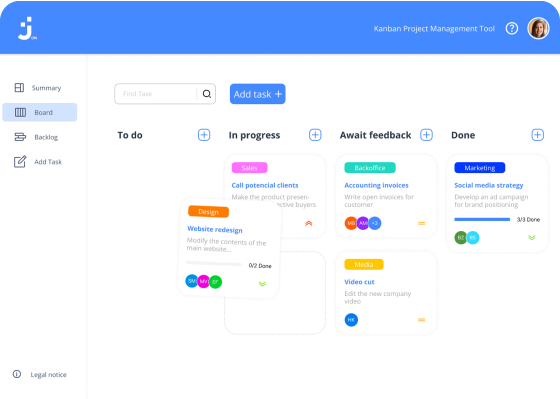 Kanban Project Management Tool
Summary
Board
Backlog
Add Task
Legal notice
Find Task
Add task +
To do
In progress
Await feedback
Done
Design
Website redesign
Modify the contents of the
main website...
0/2 Done
SM
MV
EF
Sales
Call potencial clients
Make the product presen-
ctive buyers
Backoffice
Accounting invoices
Write open invoices for
customer
MB
AM
+3
Media
Video cut
Edit the new company
video
HK
Marketing
Social media strategy
Develop an ad campaign
for brand positioning
3/3 Done
BZ
RS